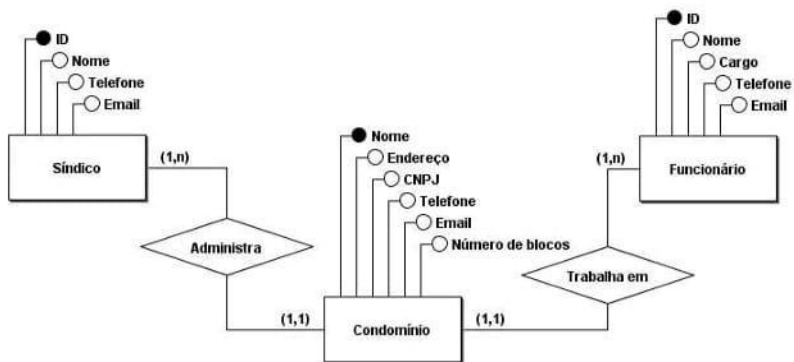 ID
Nome
Telefone
Email
Síndico
(1,n)
Administra
(1,1)
Nome
Endereço
CNPJ
Telefone
Email
Número de blocos
Condomínio
(1,1)
Trabalha em
(1,n)
ID
Nome
Cargo
Telefone
Email
Funcionário